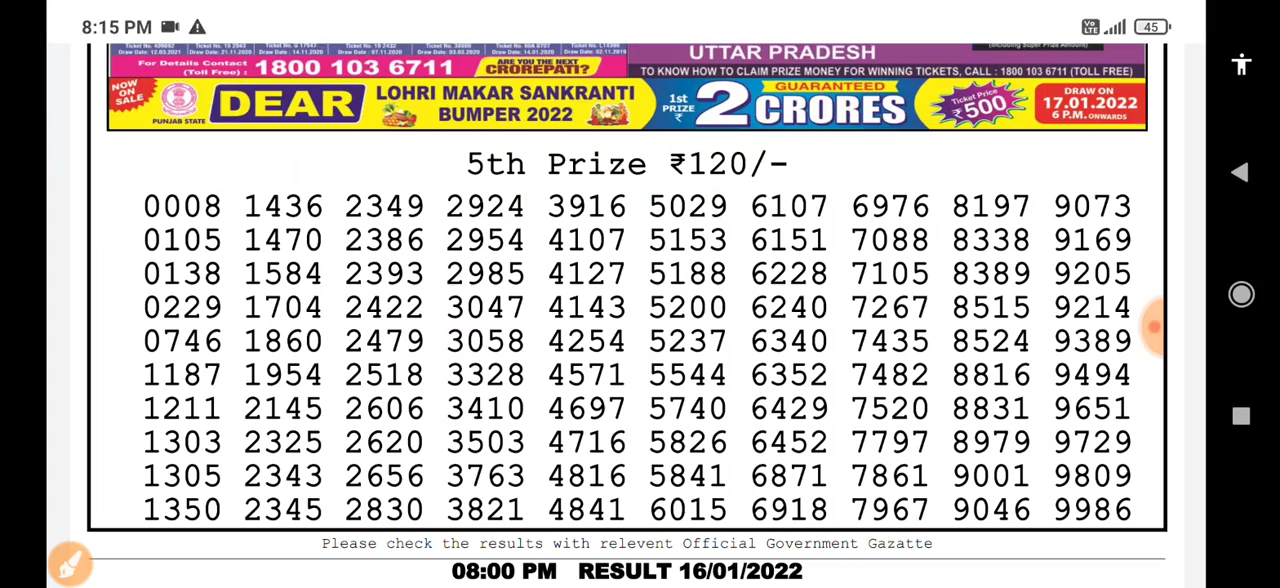 8:15 PM
Vo LTE 45
UTTAR PRADESH
(Including Super Prize Amount)
For Details Contact (Toll Free) : 1800 103 6711 ARE YOU THE NEXT CROREPATI?
TO KNOW HOW TO CLAIM PRIZE MONEY FOR WINNING TICKETS, CALL : 1800 103 6711 (TOLL FREE)
NOW ON SALE
PUNJAB STATE
DEAR
LOHRI MAKAR SANKRANTI
BUMPER 2022
1st PRIZE ₹
GUARANTEED
2 CRORES
Ticket Price ₹500
DRAW ON
17.01.2022
6 P.M. ONWARDS
5th Prize ₹120/-
0008 1436 2349 2924 3916 5029 6107 6976 8197 9073
0105 1470 2386 2954 4107 5153 6151 7088 8338 9169
0138 1584 2393 2985 4127 5188 6228 7105 8389 9205
0229 1704 2422 3047 4143 5200 6240 7267 8515 9214
0746 1860 2479 3058 4254 5237 6340 7435 8524 9389
1187 1954 2518 3328 4571 5544 6352 7482 8816 9494
1211 2145 2606 3410 4697 5740 6429 7520 8831 9651
1303 2325 2620 3503 4716 5826 6452 7797 8979 9729
1305 2343 2656 3763 4816 5841 6871 7861 9001 9809
1350 2345 2830 3821 4841 6015 6918 7967 9046 9986
Please check the results with relevent Official Government Gazatte
08:00 PM RESULT 16/01/2022